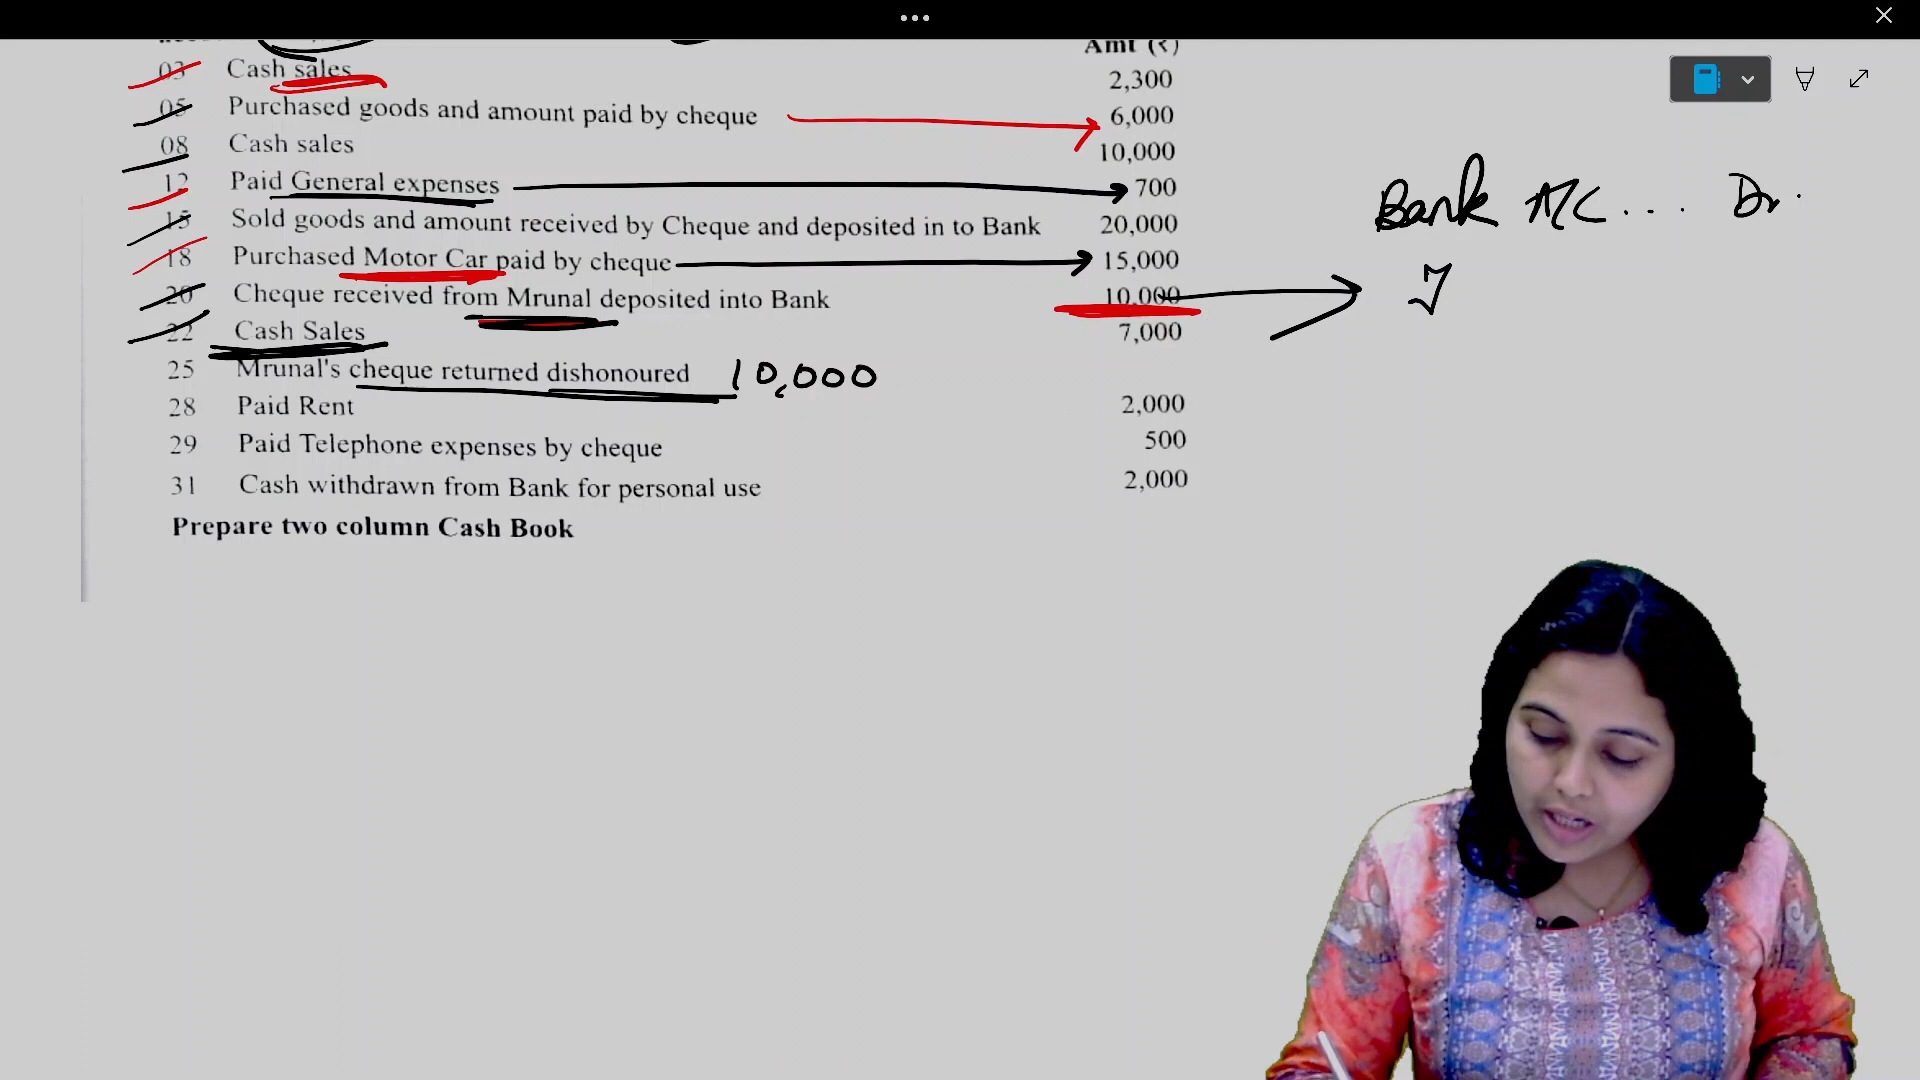 Amt (₹)
03 Cash sales 2,300
05 Purchased goods and amount paid by cheque 6,000
08 Cash sales 10,000
12 Paid General expenses 700
15 Sold goods and amount received by Cheque and deposited in to Bank 20,000
18 Purchased Motor Car paid by cheque 15,000
20 Cheque received from Mrunal deposited into Bank 10,000
22 Cash Sales 7,000
25 Mrunal's cheque returned dishonoured 10,000
28 Paid Rent 2,000
29 Paid Telephone expenses by cheque 500
31 Cash withdrawn from Bank for personal use 2,000
Prepare two column Cash Book
Bank A/C.... Dr.